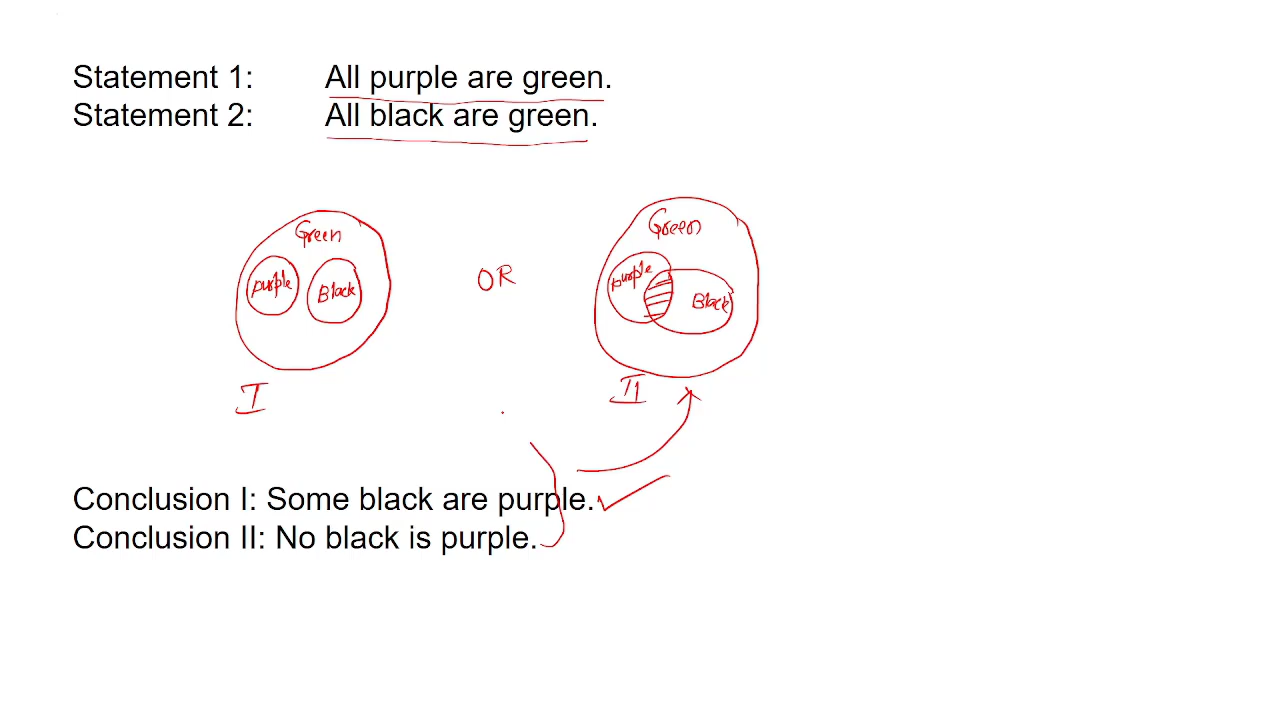 Statement 1: All purple are green.
Statement 2: All black are green.
Green
purple
Black
I
OR
Green
purple
Black
II
Conclusion I: Some black are purple.
Conclusion II: No black is purple.